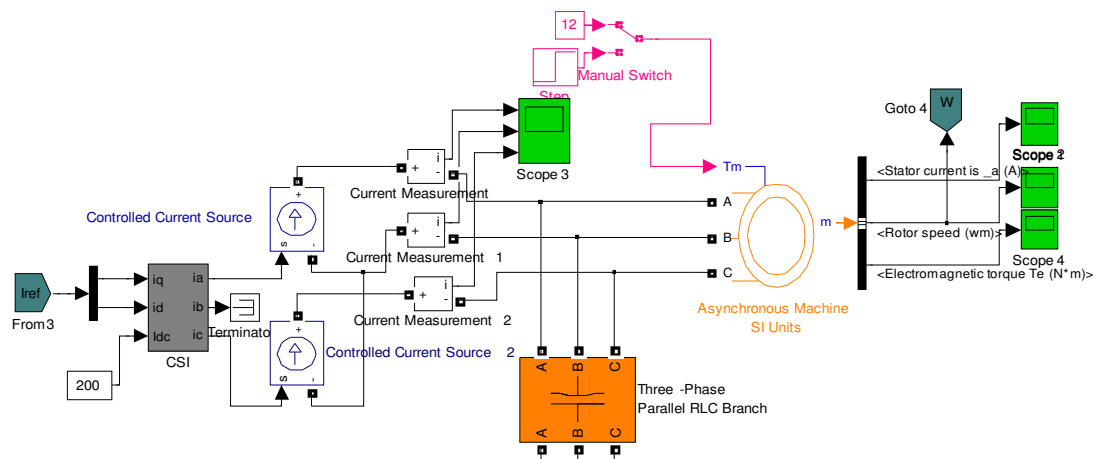 12
Manual Switch
Step
Goto 4
W
Scope 2
Scope 3
i
+
-
Current Measurement
Tm
<Stator current is _a (A)>
Controlled Current Source
+
s
-
A
i
+
-
Current Measurement 1
B
m
<Rotor speed (wm)>
Scope 4
C
<Electromagnetic torque Te (N*m)>
Iref
From3
iq
id
Idc
ia
ib
ic
CSI
Terminato
i
+
-
Current Measurement 2
Asynchronous Machine
SI Units
200
+
s
-
Controlled Current Source 2
A
B
C
Three -Phase
Parallel RLC Branch
A
B
C